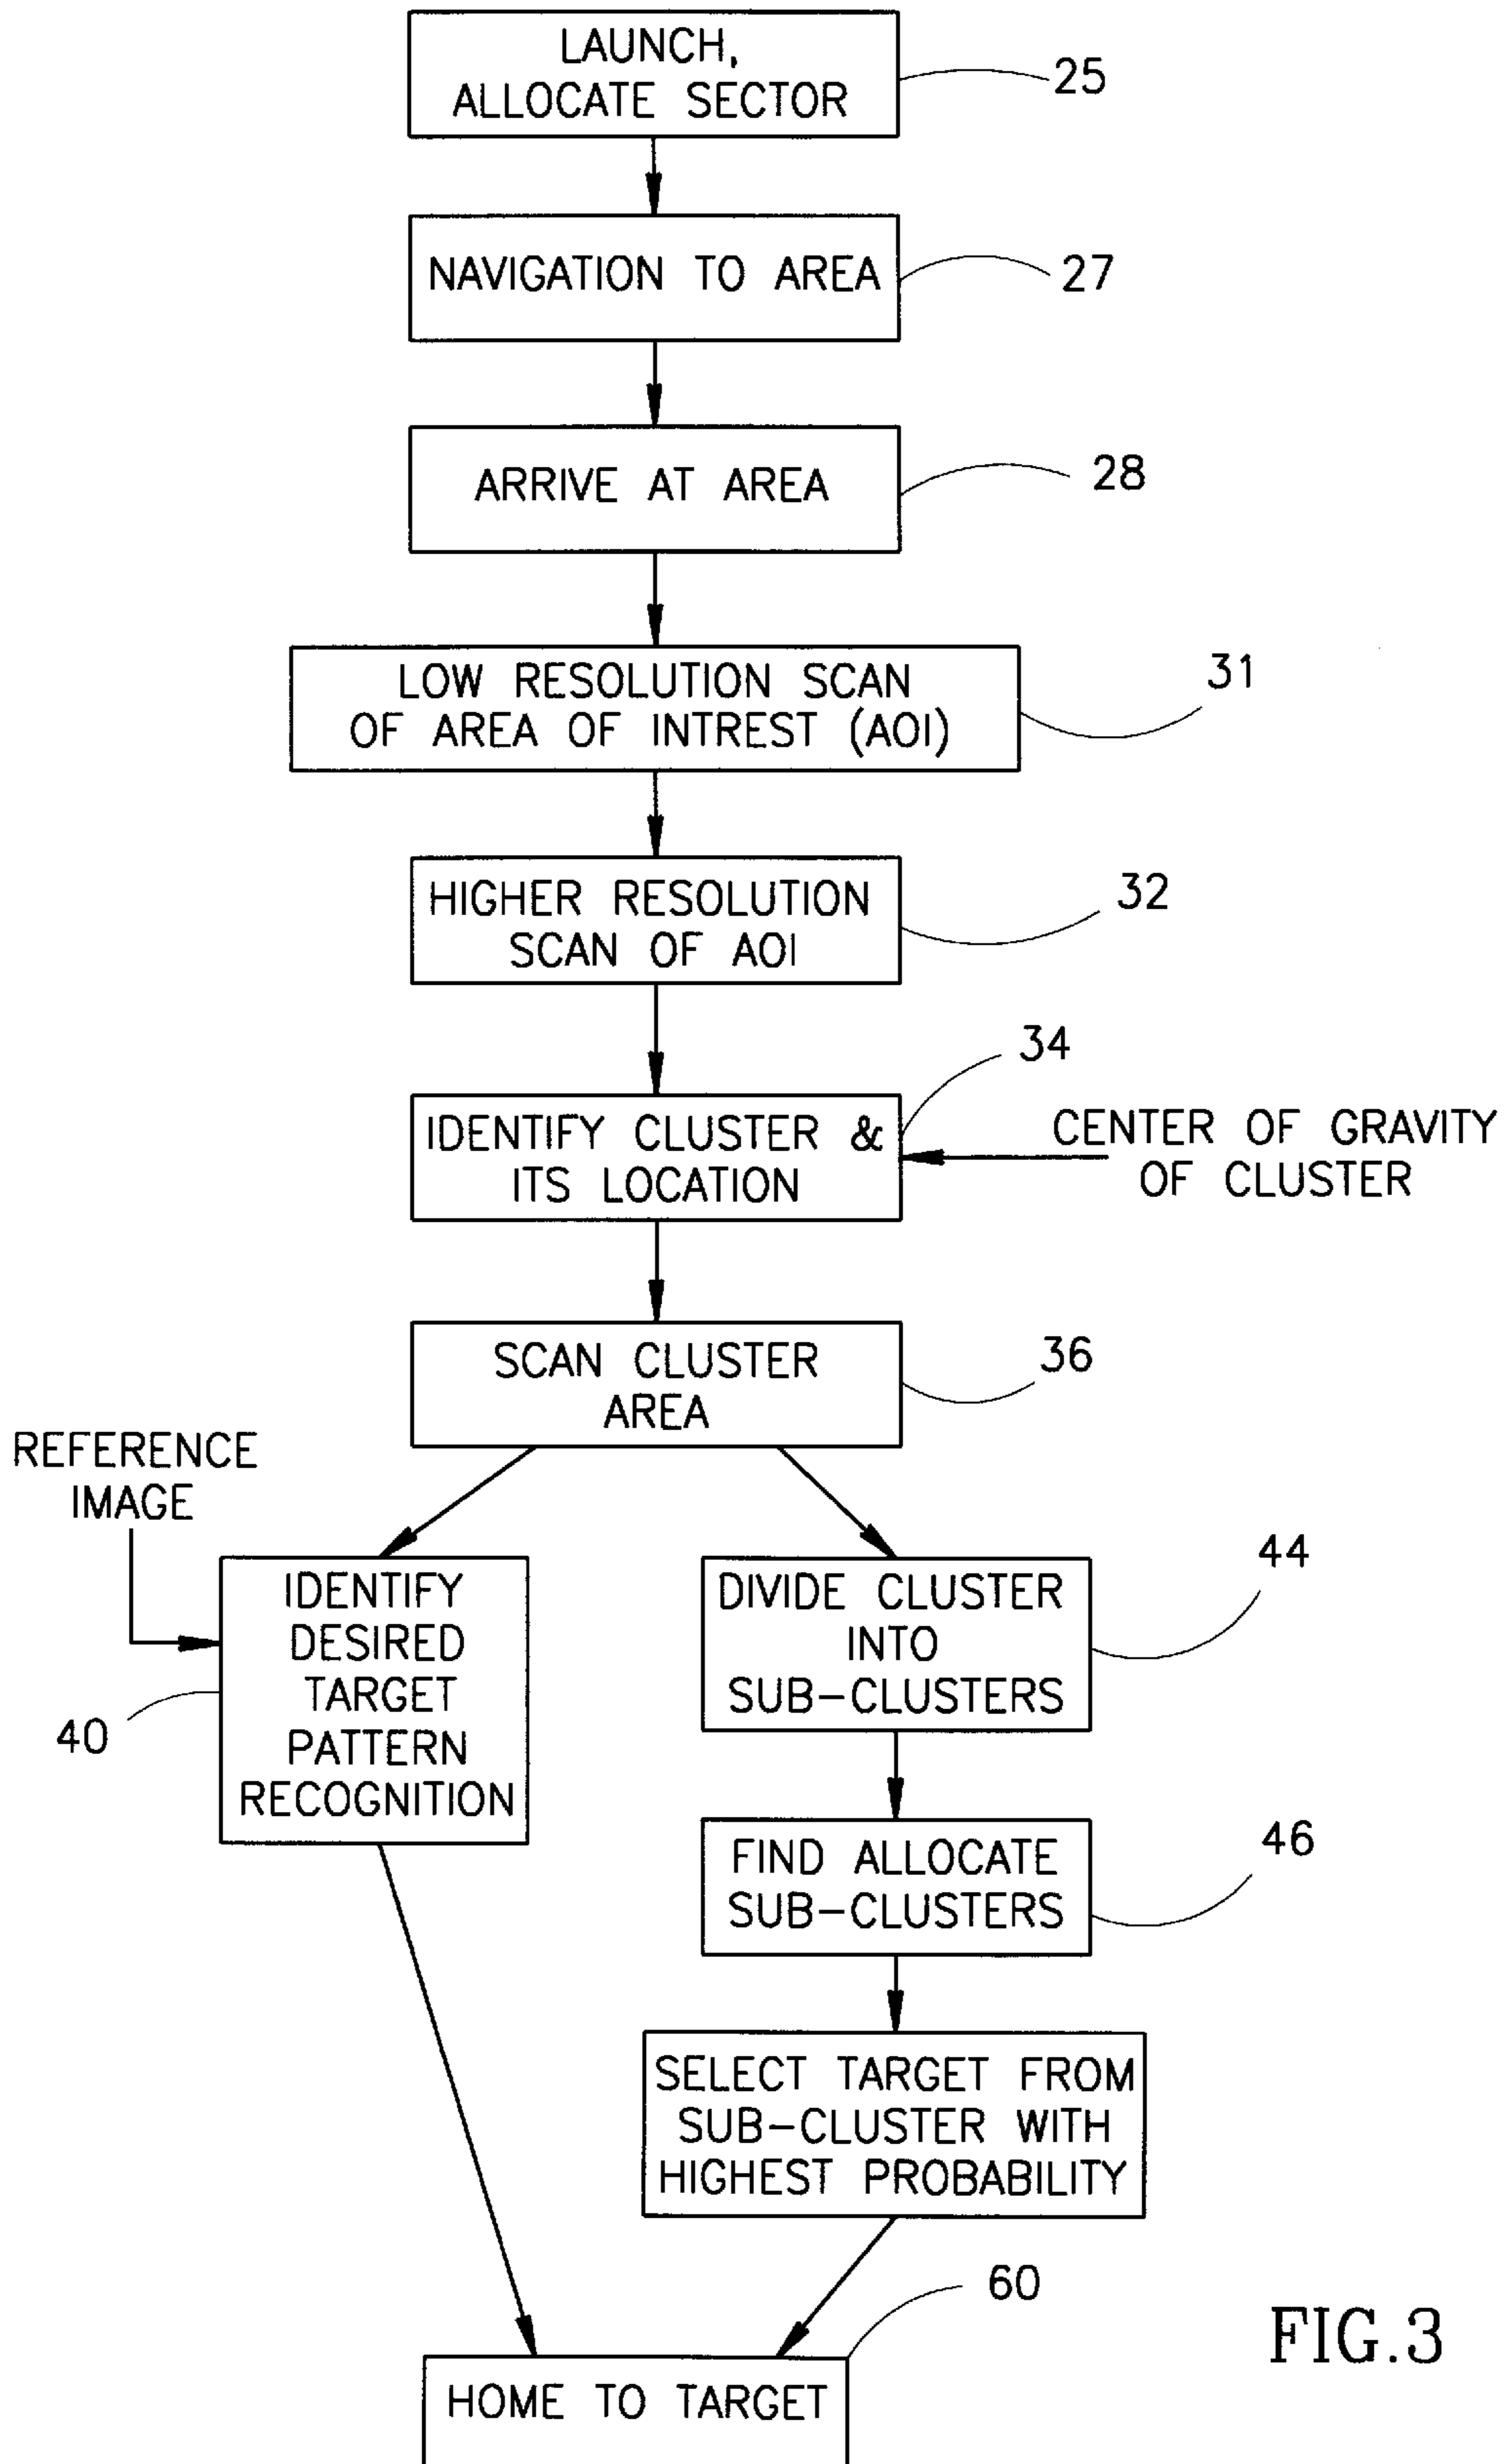 LAUNCH,
ALLOCATE SECTOR
25
NAVIGATION TO AREA
27
ARRIVE AT AREA
28
LOW RESOLUTION SCAN
OF AREA OF INTREST (AOI)
31
HIGHER RESOLUTION
SCAN OF AOI
32
34
IDENTIFY CLUSTER &
ITS LOCATION
CENTER OF GRAVITY
OF CLUSTER
SCAN CLUSTER
AREA
36
REFERENCE
IMAGE
IDENTIFY
DESIRED
TARGET
PATTERN
RECOGNITION
40
DIVIDE CLUSTER
INTO
SUB-CLUSTERS
44
FIND ALLOCATE
SUB-CLUSTERS
46
SELECT TARGET FROM
SUB-CLUSTER WITH
HIGHEST PROBABILITY
60
HOME TO TARGET
FIG.3